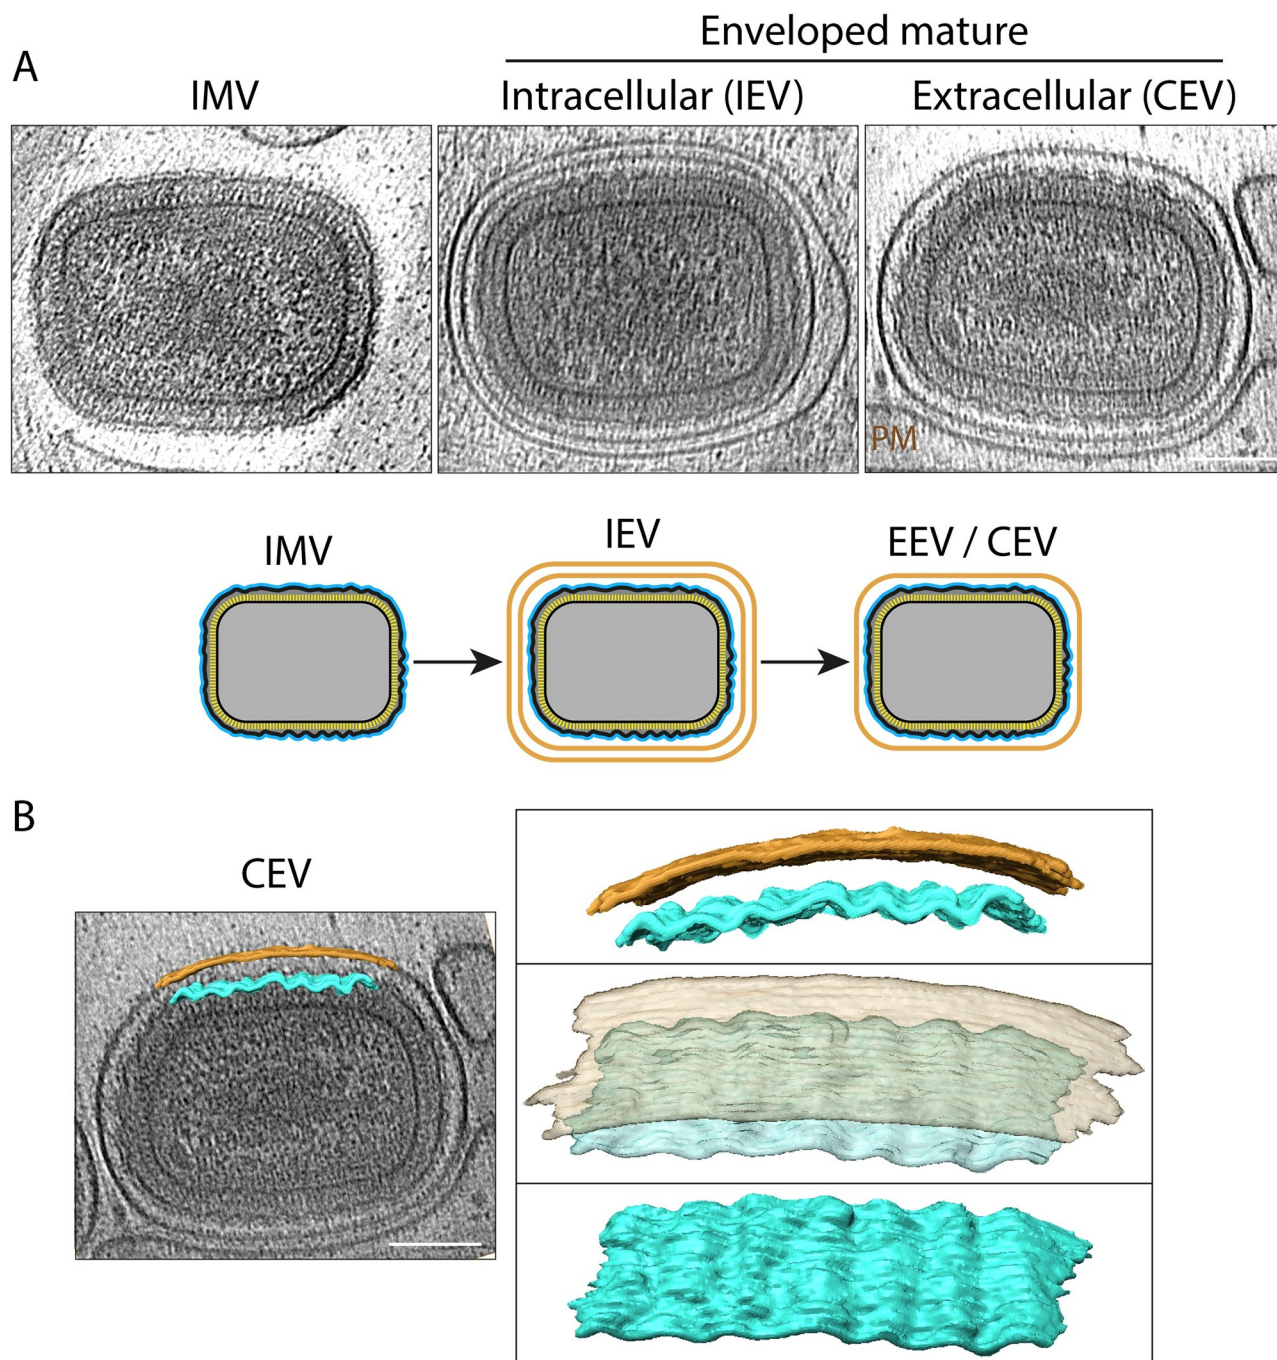 Enveloped mature
A
IMV
Intracellular (IEV)
Extracellular (CEV)
PM
IMV
IEV
EEV / CEV
B
CEV